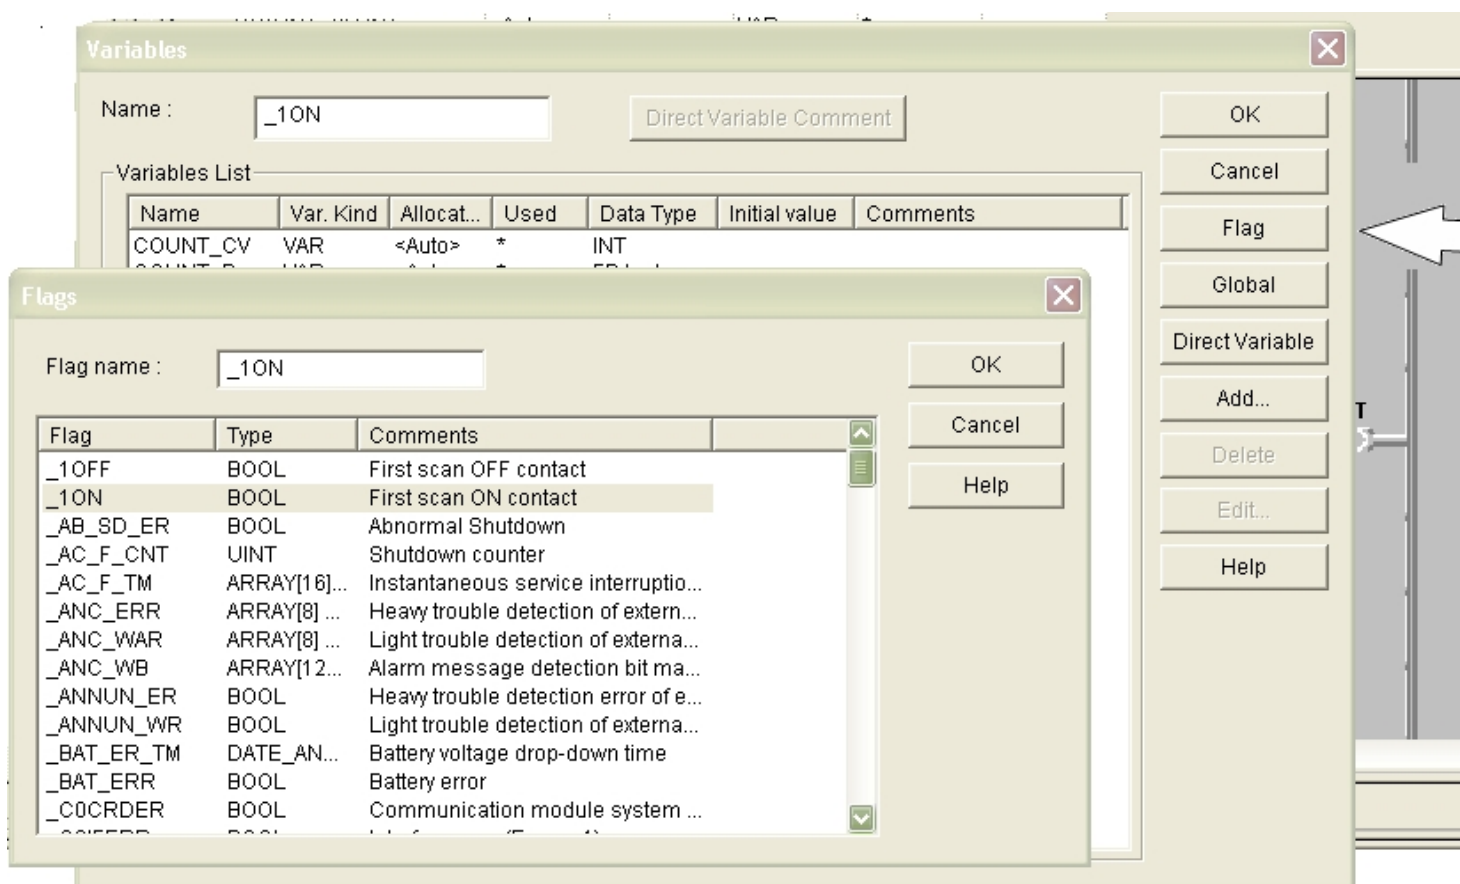 Variables
Name :
_1ON
Direct Variable Comment
OK
Cancel
Flag
Global
Direct Variable
Add...
Delete
Edit...
Help
Variables List
Name Var. Kind Allocat... Used Data Type Initial value Comments
COUNT_CV VAR <Auto> * INT
Flags
Flag name :
_1ON
OK
Cancel
Help
Flag Type Comments
_1OFF BOOL First scan OFF contact
_1ON BOOL First scan ON contact
_AB_SD_ER BOOL Abnormal Shutdown
_AC_F_CNT UINT Shutdown counter
_AC_F_TM ARRAY[16]... Instantaneous service interruptio...
_ANC_ERR ARRAY[8] ... Heavy trouble detection of extern...
_ANC_WAR ARRAY[8] ... Light trouble detection of externa...
_ANC_WB ARRAY[12... Alarm message detection bit ma...
_ANNUN_ER BOOL Heavy trouble detection error of e...
_ANNUN_WR BOOL Light trouble detection of externa...
_BAT_ER_TM DATE_AN... Battery voltage drop-down time
_BAT_ERR BOOL Battery error
_C0CRDER BOOL Communication module system ...
T